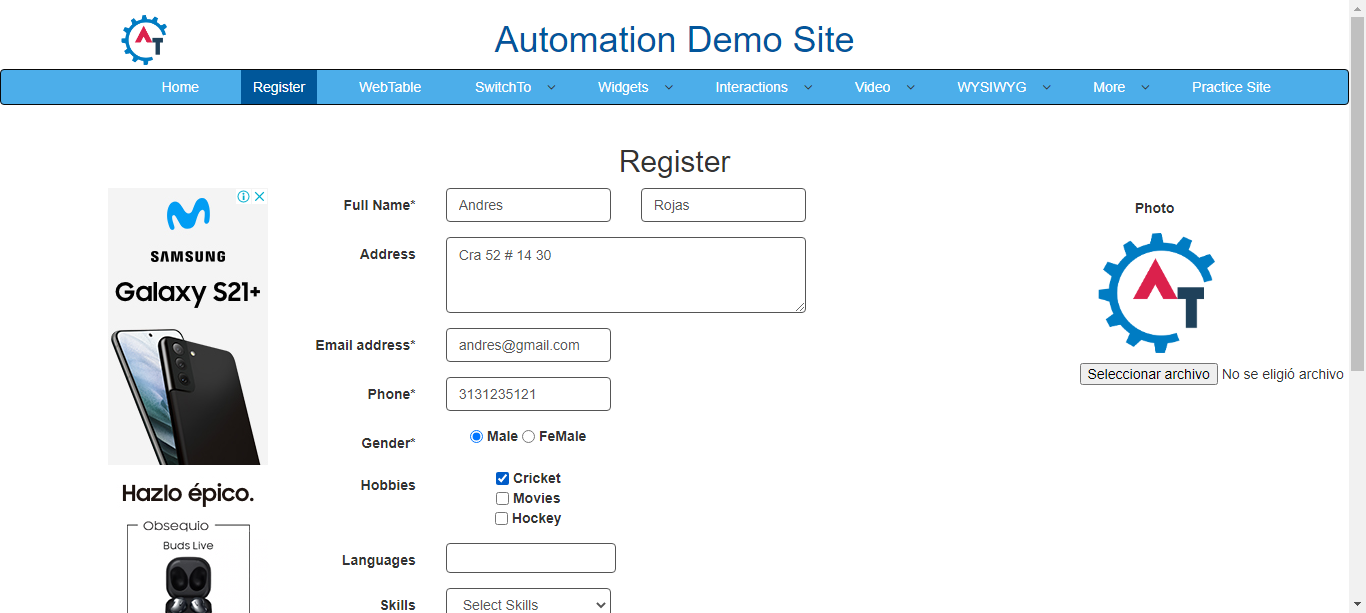 AT
Automation Demo Site
Home Register WebTable SwitchTo Widgets Interactions Video WYSIWYG More Practice Site
Register
SAMSUNG
Galaxy S21+
Hazlo épico.
Obsequio
Buds Live
Full Name* Andres Rojas
Address Cra 52 # 14 30
Email address* andres@gmail.com
Phone* 3131235121
Gender* Male FeMale
Hobbies Cricket
Movies
Hockey
Languages
Skills Select Skills
Photo
AT
Seleccionar archivo No se eligió archivo